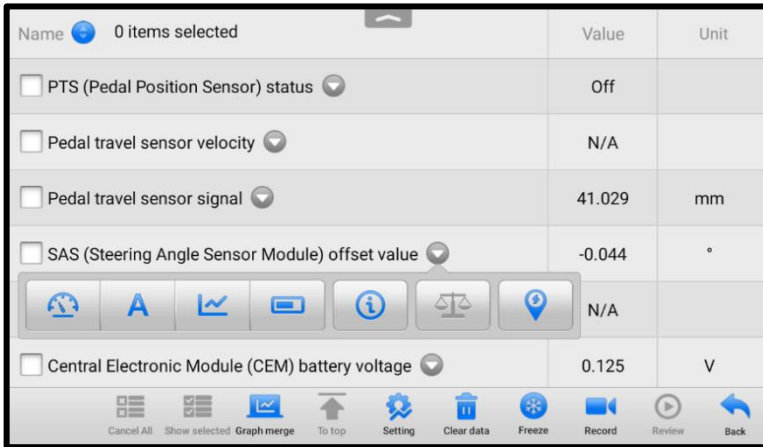 Name 0 items selected Value Unit
PTS (Pedal Position Sensor) status Off
Pedal travel sensor velocity N/A
Pedal travel sensor signal 41.029 mm
SAS (Steering Angle Sensor Module) offset value -0.044 °
A N/A
Central Electronic Module (CEM) battery voltage 0.125 V
Cancel All Show selected Graph merge To top Setting Clear data Freeze Record Review Back